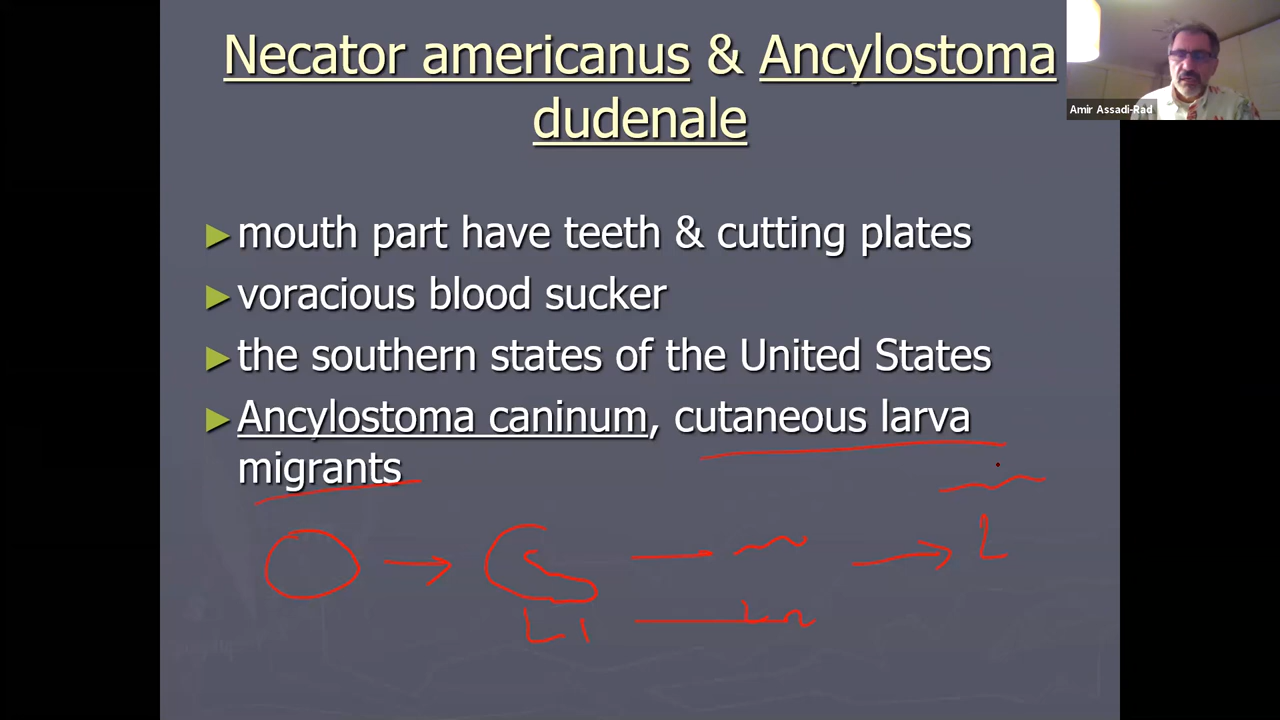 Necator americanus & Ancylostoma
dudenale
Amir Assadi-Rad
►mouth part have teeth & cutting plates
►voracious blood sucker
►the southern states of the United States
►Ancylostoma caninum, cutaneous larva
migrants
L
L1